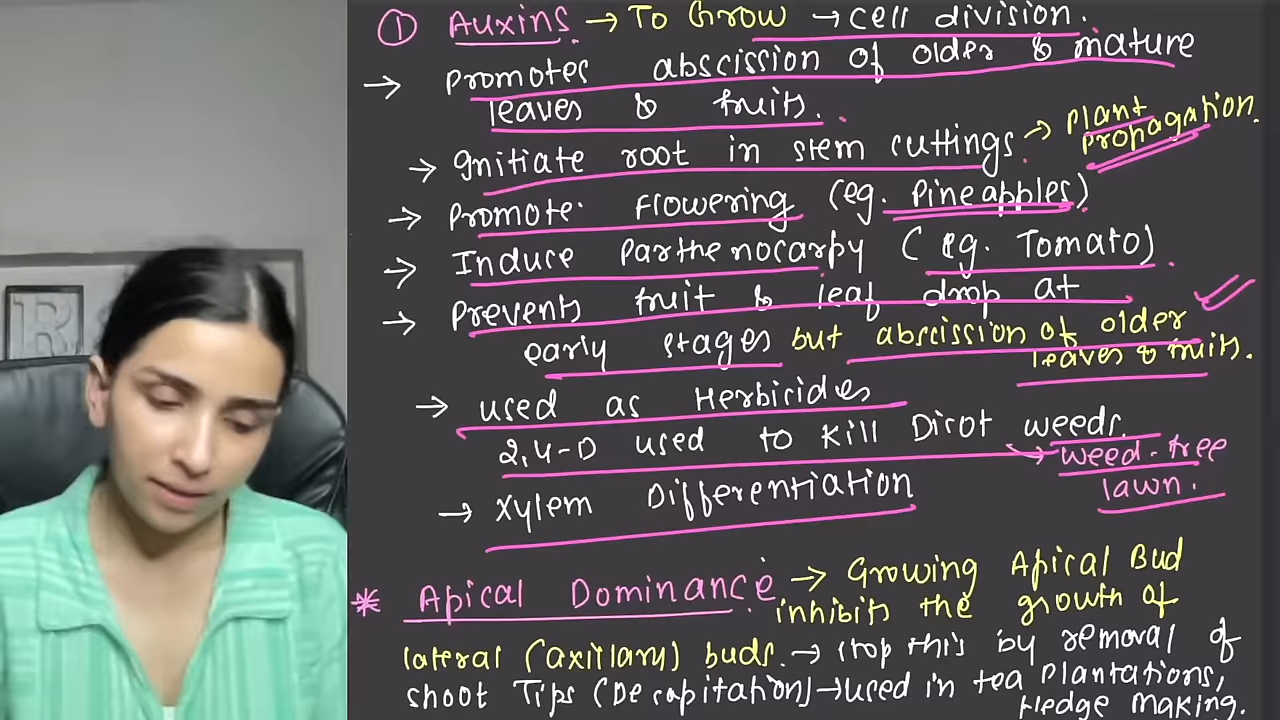 ① Auxins → To Grow → cell division.
→ Promotes abscission of older & mature
leaves & fruits.
→ Initiate root in stem cuttings → Plant
propagation.
→ Promote flowering (eg. Pineapples)
→ Induce Parthenocarpy (eg. Tomato).
→ Prevents fruit & leaf drop at
early stages but abscission of older
leaves & fruits.
→ used as Herbicides
2,4-D used to kill Dicot weeds.
→ weed-free
lawn.
→ Xylem Differentiation
* Apical Dominance → Growing Apical Bud
inhibits the growth of
lateral (axillary) buds. → stop this by removal of
shoot Tips (Decapitation) → used in tea plantations,
Hedge Making.
R